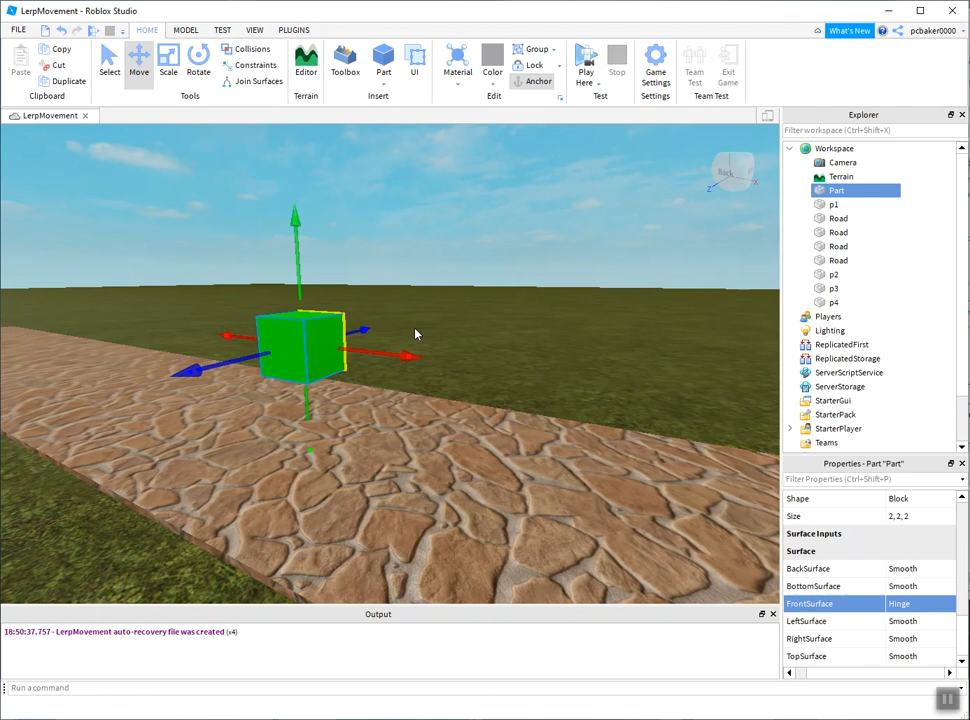 LerpMovement - Roblox Studio
FILE HOME MODEL TEST VIEW PLUGINS What's New pcbaker0000
Paste Copy Cut Duplicate Clipboard
Select Move Scale Rotate Collisions Constraints Join Surfaces Tools
Editor Terrain
Toolbox Part UI Insert
Material Color Group Lock Anchor Edit
Play Here Stop Test
Game Settings Settings
Team Test Exit Game Team Test
LerpMovement
Back
Z X
Explorer
Filter workspace (Ctrl+Shift+X)
Workspace
Camera
Terrain
Part
p1
Road
Road
Road
Road
p2
p3
p4
Players
Lighting
ReplicatedFirst
ReplicatedStorage
ServerScriptService
ServerStorage
StarterGui
StarterPack
StarterPlayer
Teams
Properties - Part "Part"
Filter Properties (Ctrl+Shift+P)
Shape Block
Size 2, 2, 2
Surface Inputs
Surface
BackSurface Smooth
BottomSurface Smooth
FrontSurface Hinge
LeftSurface Smooth
RightSurface Smooth
TopSurface Smooth
Output
18:50:37.757 - LerpMovement auto-recovery file was created (x4)
Run a command